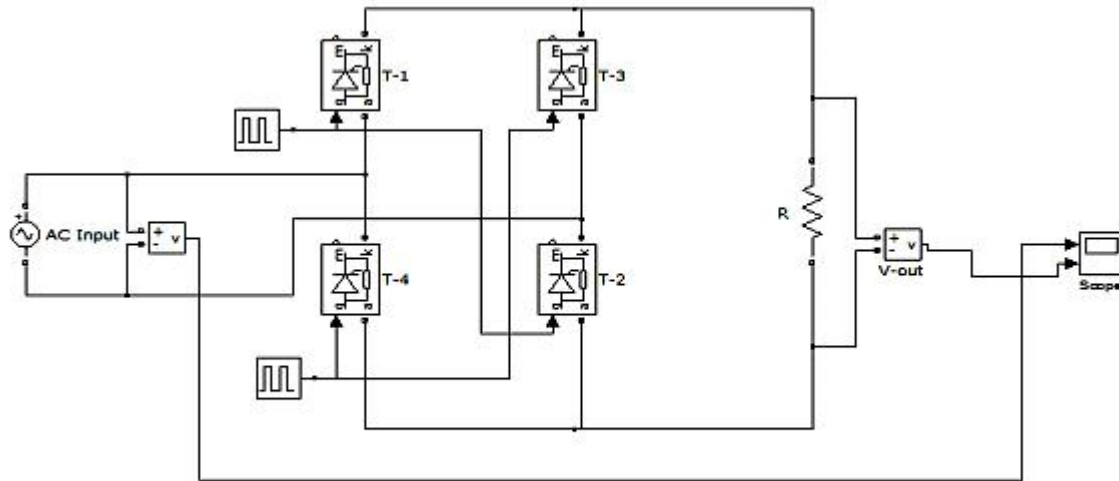 E k
T-1
g a
E k
T-3
g a
AC Input
+
+
-
v
E k
T-4
g a
E k
T-2
g a
R
+
-
v
V-out
Scope